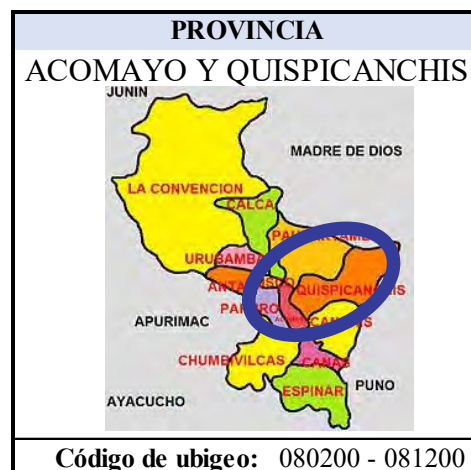 PROVINCIA
ACOMAYO Y QUISPICANCHIS
JUNIN
MADRE DE DIOS
LA CONVENCION
CALCA
URUBAMBA
QUISPICANCHIS
APURIMAC
CHUMBIVILCAS
CANAS
ESPINAR
PUNO
AYACUCHO
Código de ubigeo: 080200 - 081200